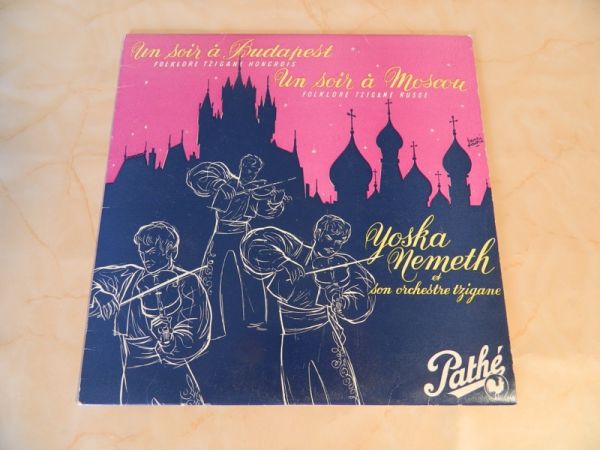 Un soir à Budapest
FOLKLORE TZIGANE HONGROIS
Un soir à Moscou
FOLKLORE TZIGANE RUSSE
Yoska
Nemeth
et
son orchestre tzigane
Pathé